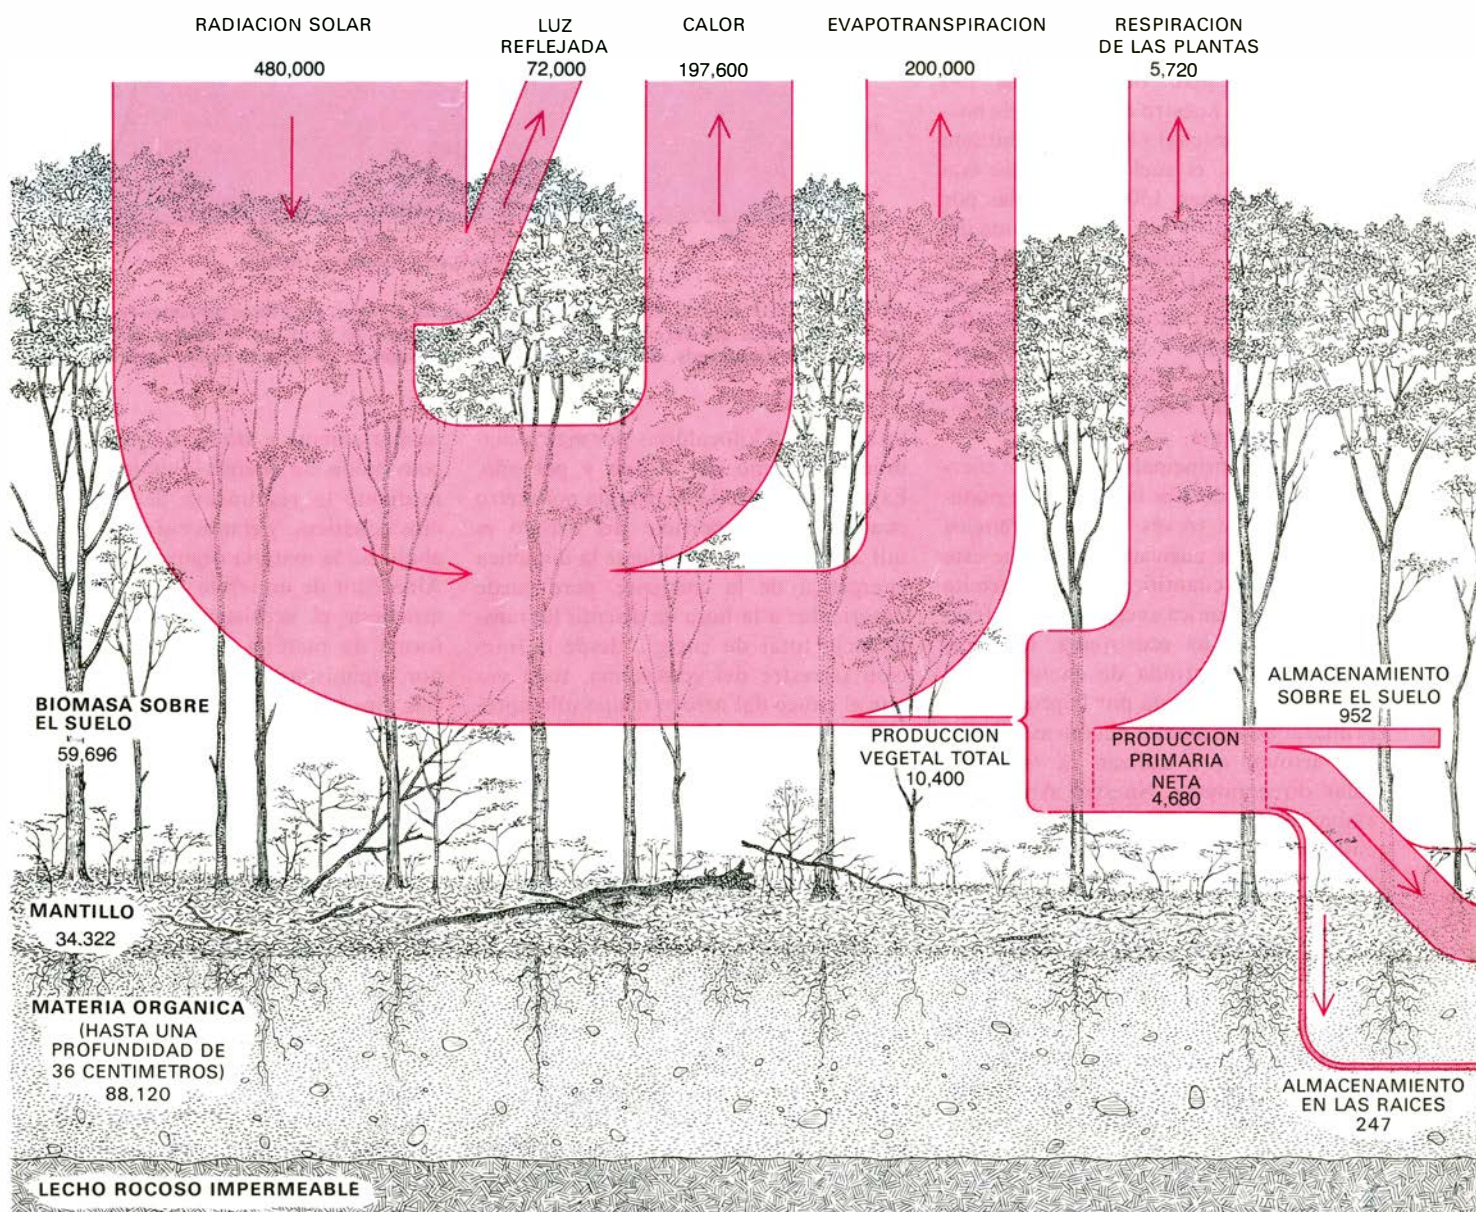 RADIACION SOLAR
480,000
LUZ
REFLEJADA
72,000
CALOR
197,600
EVAPOTRANSPIRACION
200,000
RESPIRACION
DE LAS PLANTAS
5,720
BIOMASA SOBRE
EL SUELO
59,696
PRODUCCION
VEGETAL TOTAL
10,400
PRODUCCION
PRIMARIA
NETA
4,680
ALMACENAMIENTO
SOBRE EL SUELO
952
MANTILLO
34.322
MATERIA ORGANICA
(HASTA UNA
PROFUNDIDAD DE
36 CENTIMETROS)
88,120
ALMACENAMIENTO
EN LAS RAICES
247
LECHO ROCOSO IMPERMEABLE